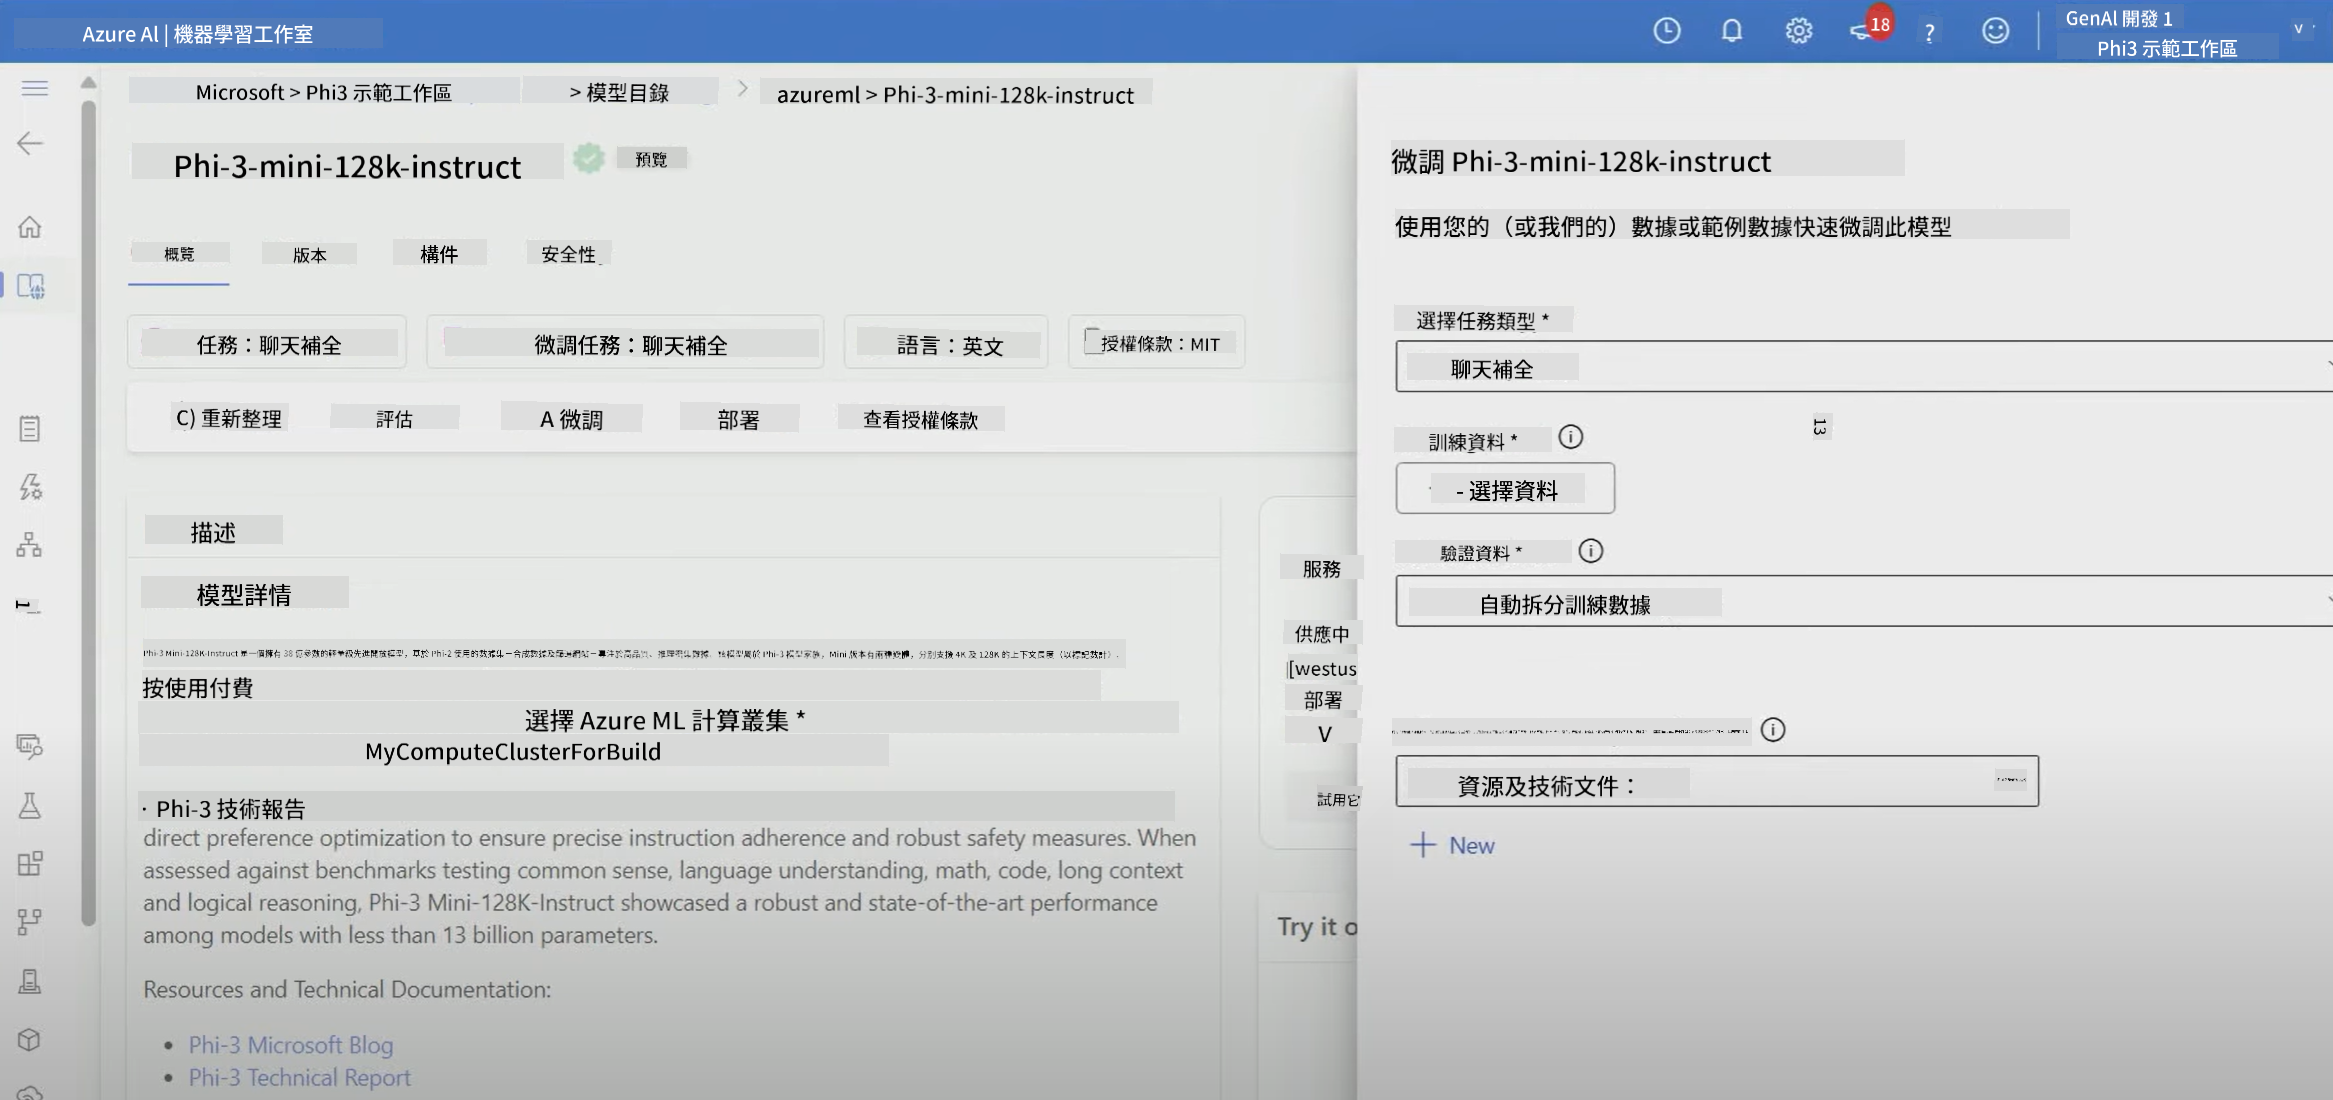 Azure AI | 機器學習工作室
18
?
GenAI 開發 1
Phi3 示範工作區
Microsoft > Phi3 示範工作區
> 模型目錄
azureml > Phi-3-mini-128k-instruct
Phi-3-mini-128k-instruct
預覽
概覽
版本
構件
安全性
任務：聊天補全
微調任務：聊天補全
語言：英文
授權條款：MIT
C) 重新整理
評估
A 微調
部署
查看授權條款
描述
模型詳情
按使用付費
選擇 Azure ML 計算叢集 *
MyComputeClusterForBuild
· Phi-3 技術報告
direct preference optimization to ensure precise instruction adherence and robust safety measures. When
assessed against benchmarks testing common sense, language understanding, math, code, long context
and logical reasoning, Phi-3 Mini-128K-Instruct showcased a robust and state-of-the-art performance
among models with less than 13 billion parameters.
Resources and Technical Documentation:
• Phi-3 Microsoft Blog
• Phi-3 Technical Report
服務
供應中
[westus
部署
V
試用它
Try it o
微調 Phi-3-mini-128k-instruct
使用您的（或我們的）數據或範例數據快速微調此模型
選擇任務類型 *
聊天補全
13
訓練資料 *
- 選擇資料
驗證資料 *
自動拆分訓練數據
資源及技術文件：
+ New